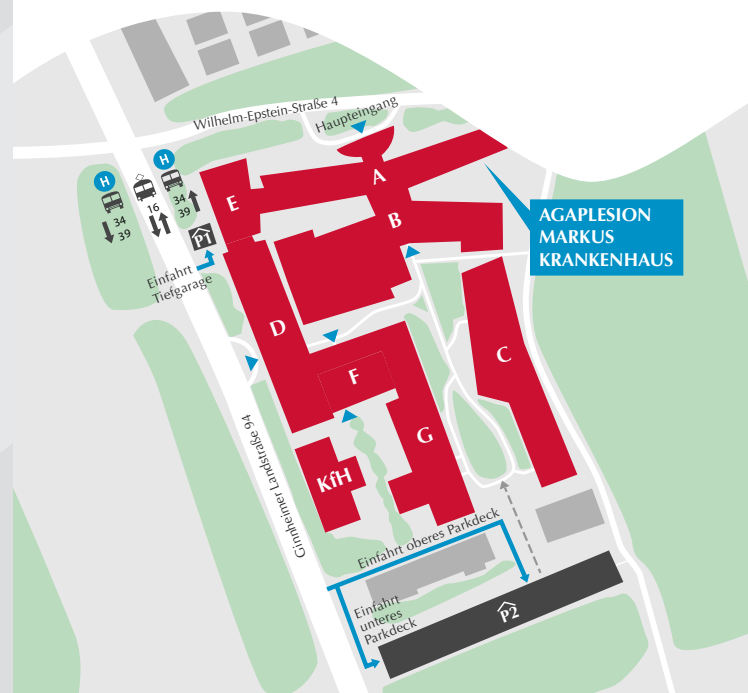 Wilhelm-Epstein-Straße 4
Haupteingang
H
H
34
39
16
34
39
E
A
B
P1
Einfahrt
Tiefgarage
AGAPLESION
MARKUS
KRANKENHAUS
D
C
F
G
KfH
Ginnheimer Landstraße 94
Einfahrt oberes Parkdeck
Einfahrt
unteres
Parkdeck
P2